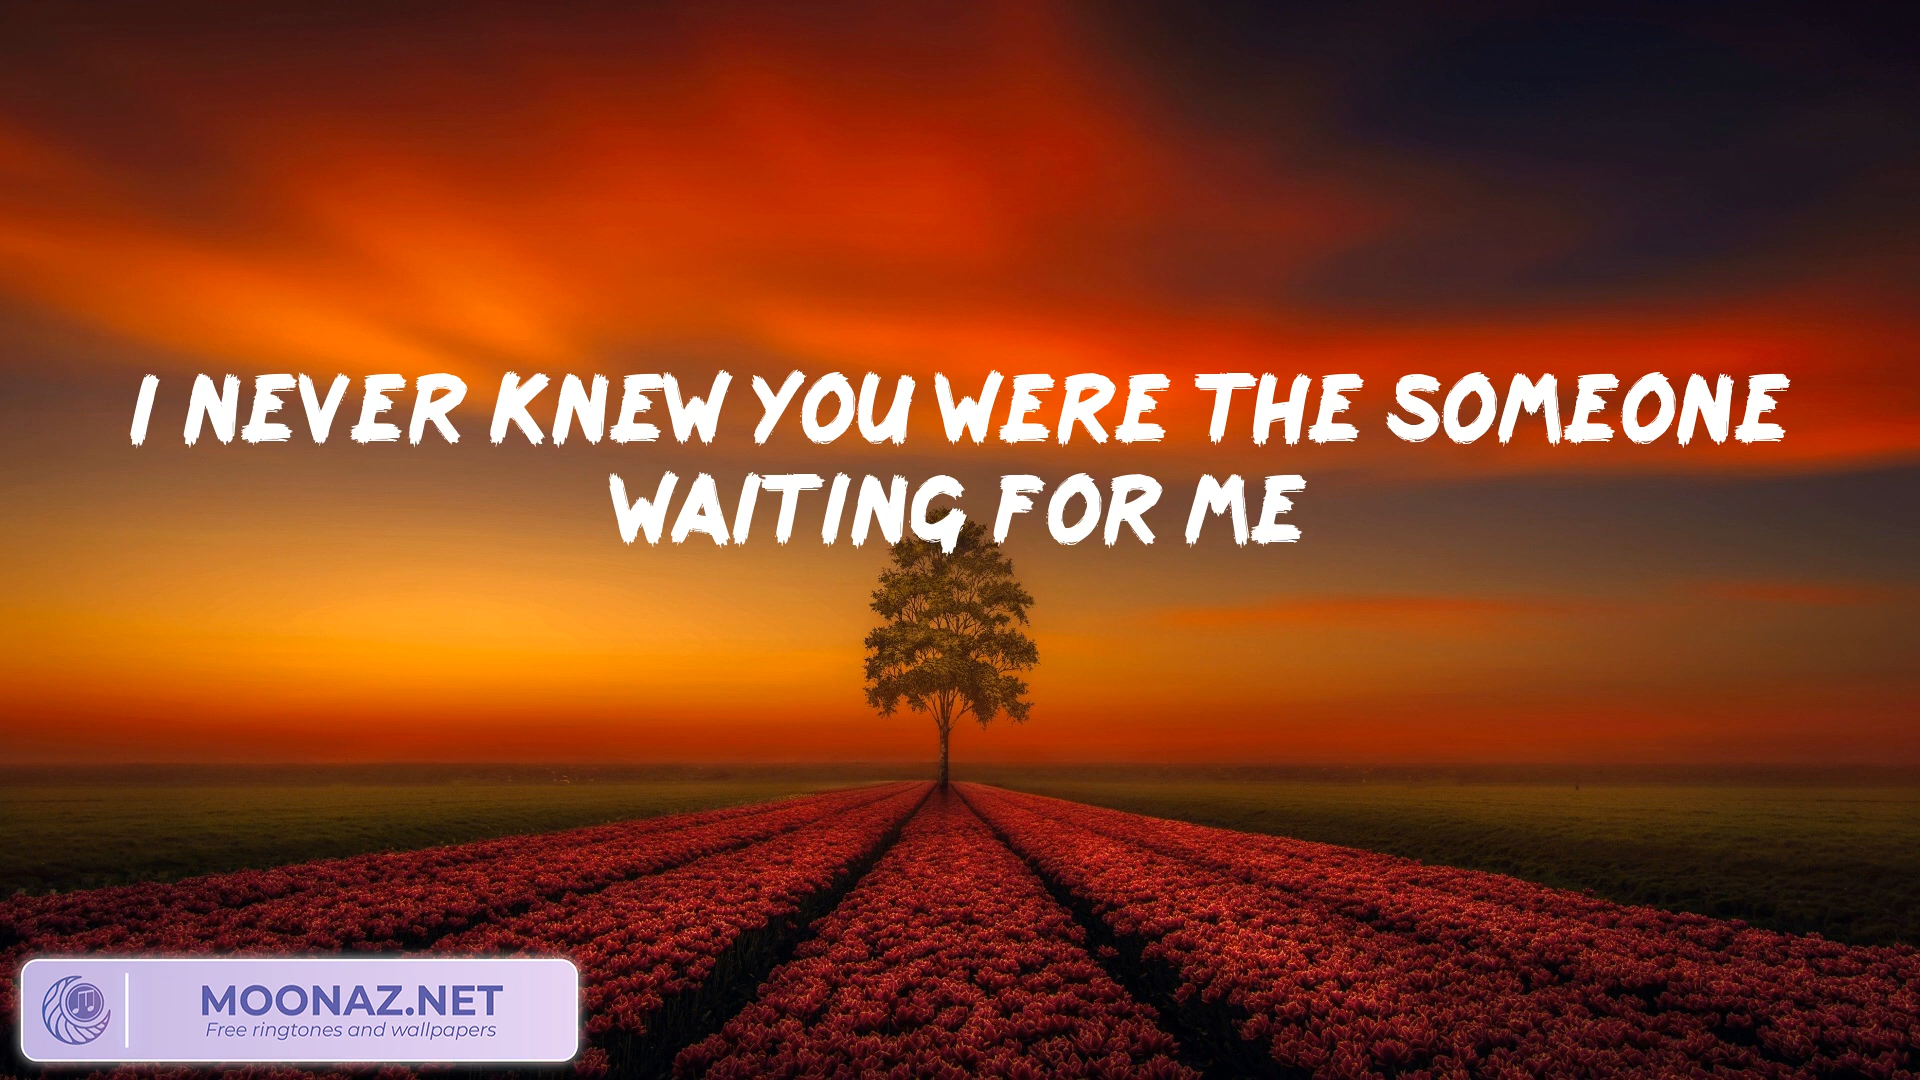 I NEVER KNEW YOU WERE THE SOMEONE
WAITING FOR ME
MOONAZ.NET
Free ringtones and wallpapers